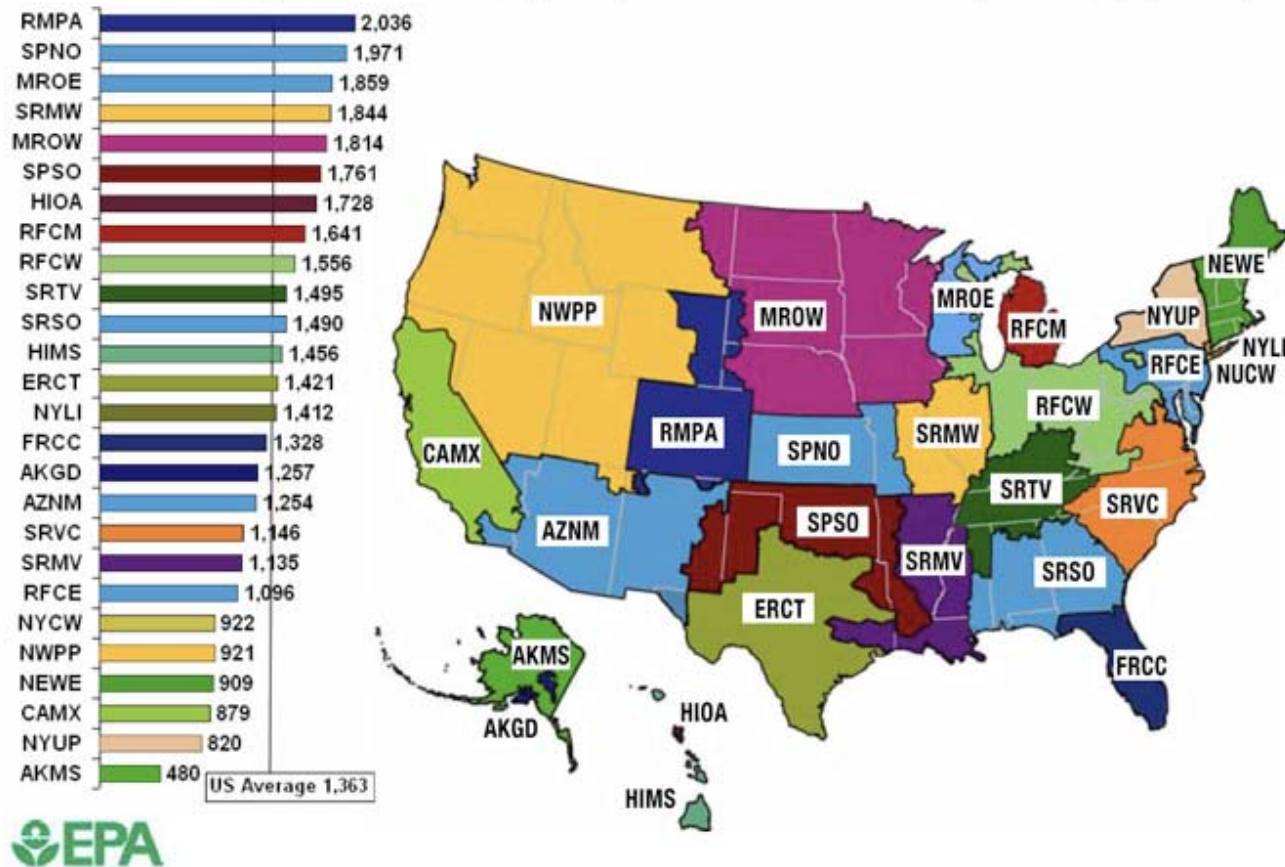 RMPA 2,036
SPNO 1,971
MROE 1,859
SRMW 1,844
MROW 1,814
SPSO 1,761
HIOA 1,728
RFCM 1,641
RFCW 1,556
SRTV 1,495
SRSO 1,490
HIMS 1,456
ERCT 1,421
NYLI 1,412
FRCC 1,328
AKGD 1,257
AZNM 1,254
SRVC 1,146
SRMV 1,135
RFCE 1,096
NYCW 922
NWPP 921
NEWE 909
CAMX 879
NYUP 820
AKMS 480
US Average 1,363
EPA
NEWE
MROE
NWPP
MROW
NYUP
RFCM
NYLI
RFCE
NUCW
RFCW
RMPA
SRMW
CAMX
SPNO
SRTV
SRVC
SPSO
AZNM
SRMV
SRSO
ERCT
AKMS
FRCC
HIOA
AKGD
HIMS